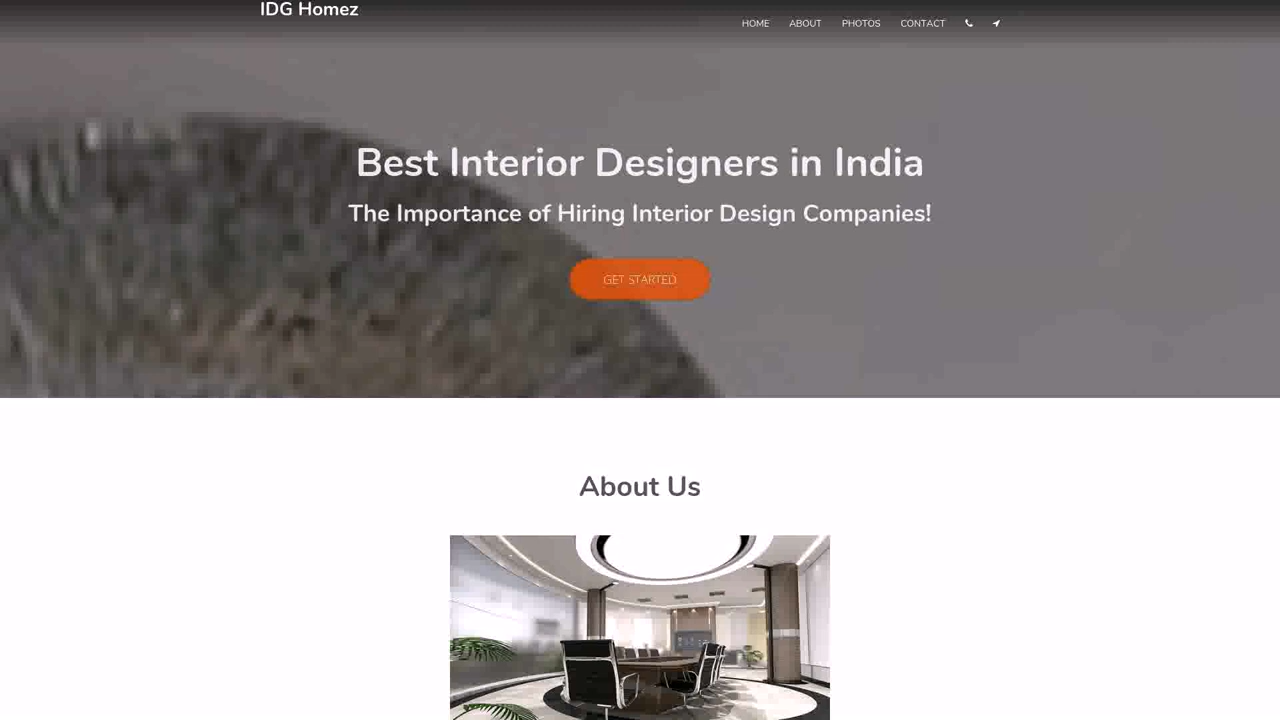 IDG Homez
HOME ABOUT PHOTOS CONTACT
Best Interior Designers in India
The Importance of Hiring Interior Design Companies!
GET STARTED
About Us